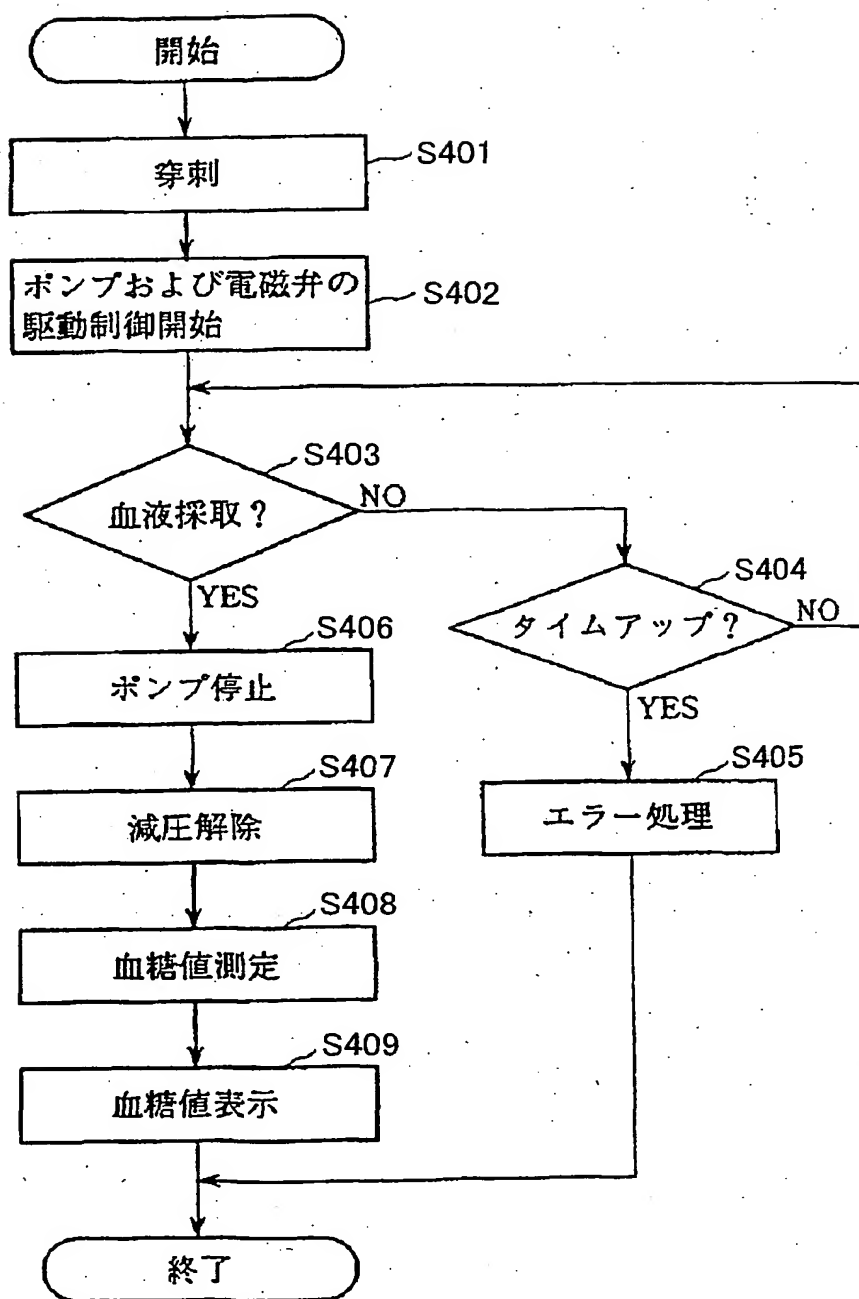 開始
穿刺
S401
ポンプおよび電磁弁の
駆動制御開始
S402
血液採取？
S403
NO
YES
タイムアップ？
S404
NO
YES
エラー処理
S405
ポンプ停止
S406
減圧解除
S407
血糖値測定
S408
血糖値表示
S409
終了